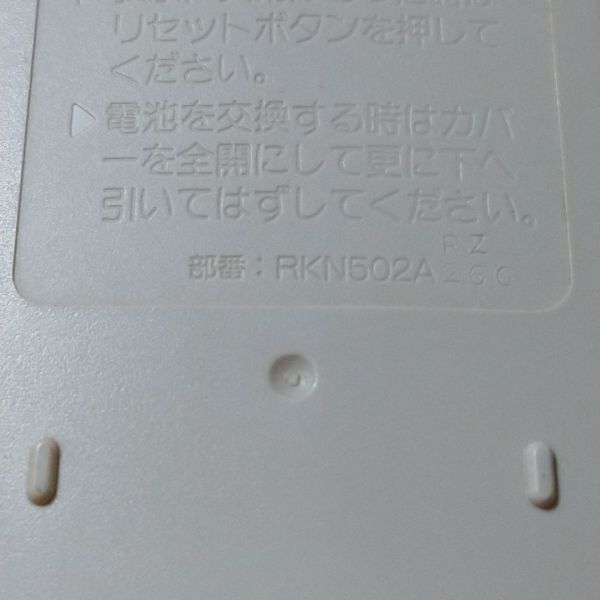 リセットボタンを押して
ください。
▷電池を交換する時はカバ
ーを全開にして更に下へ
引いてはずしてください。
部番：RKN502A
RZ